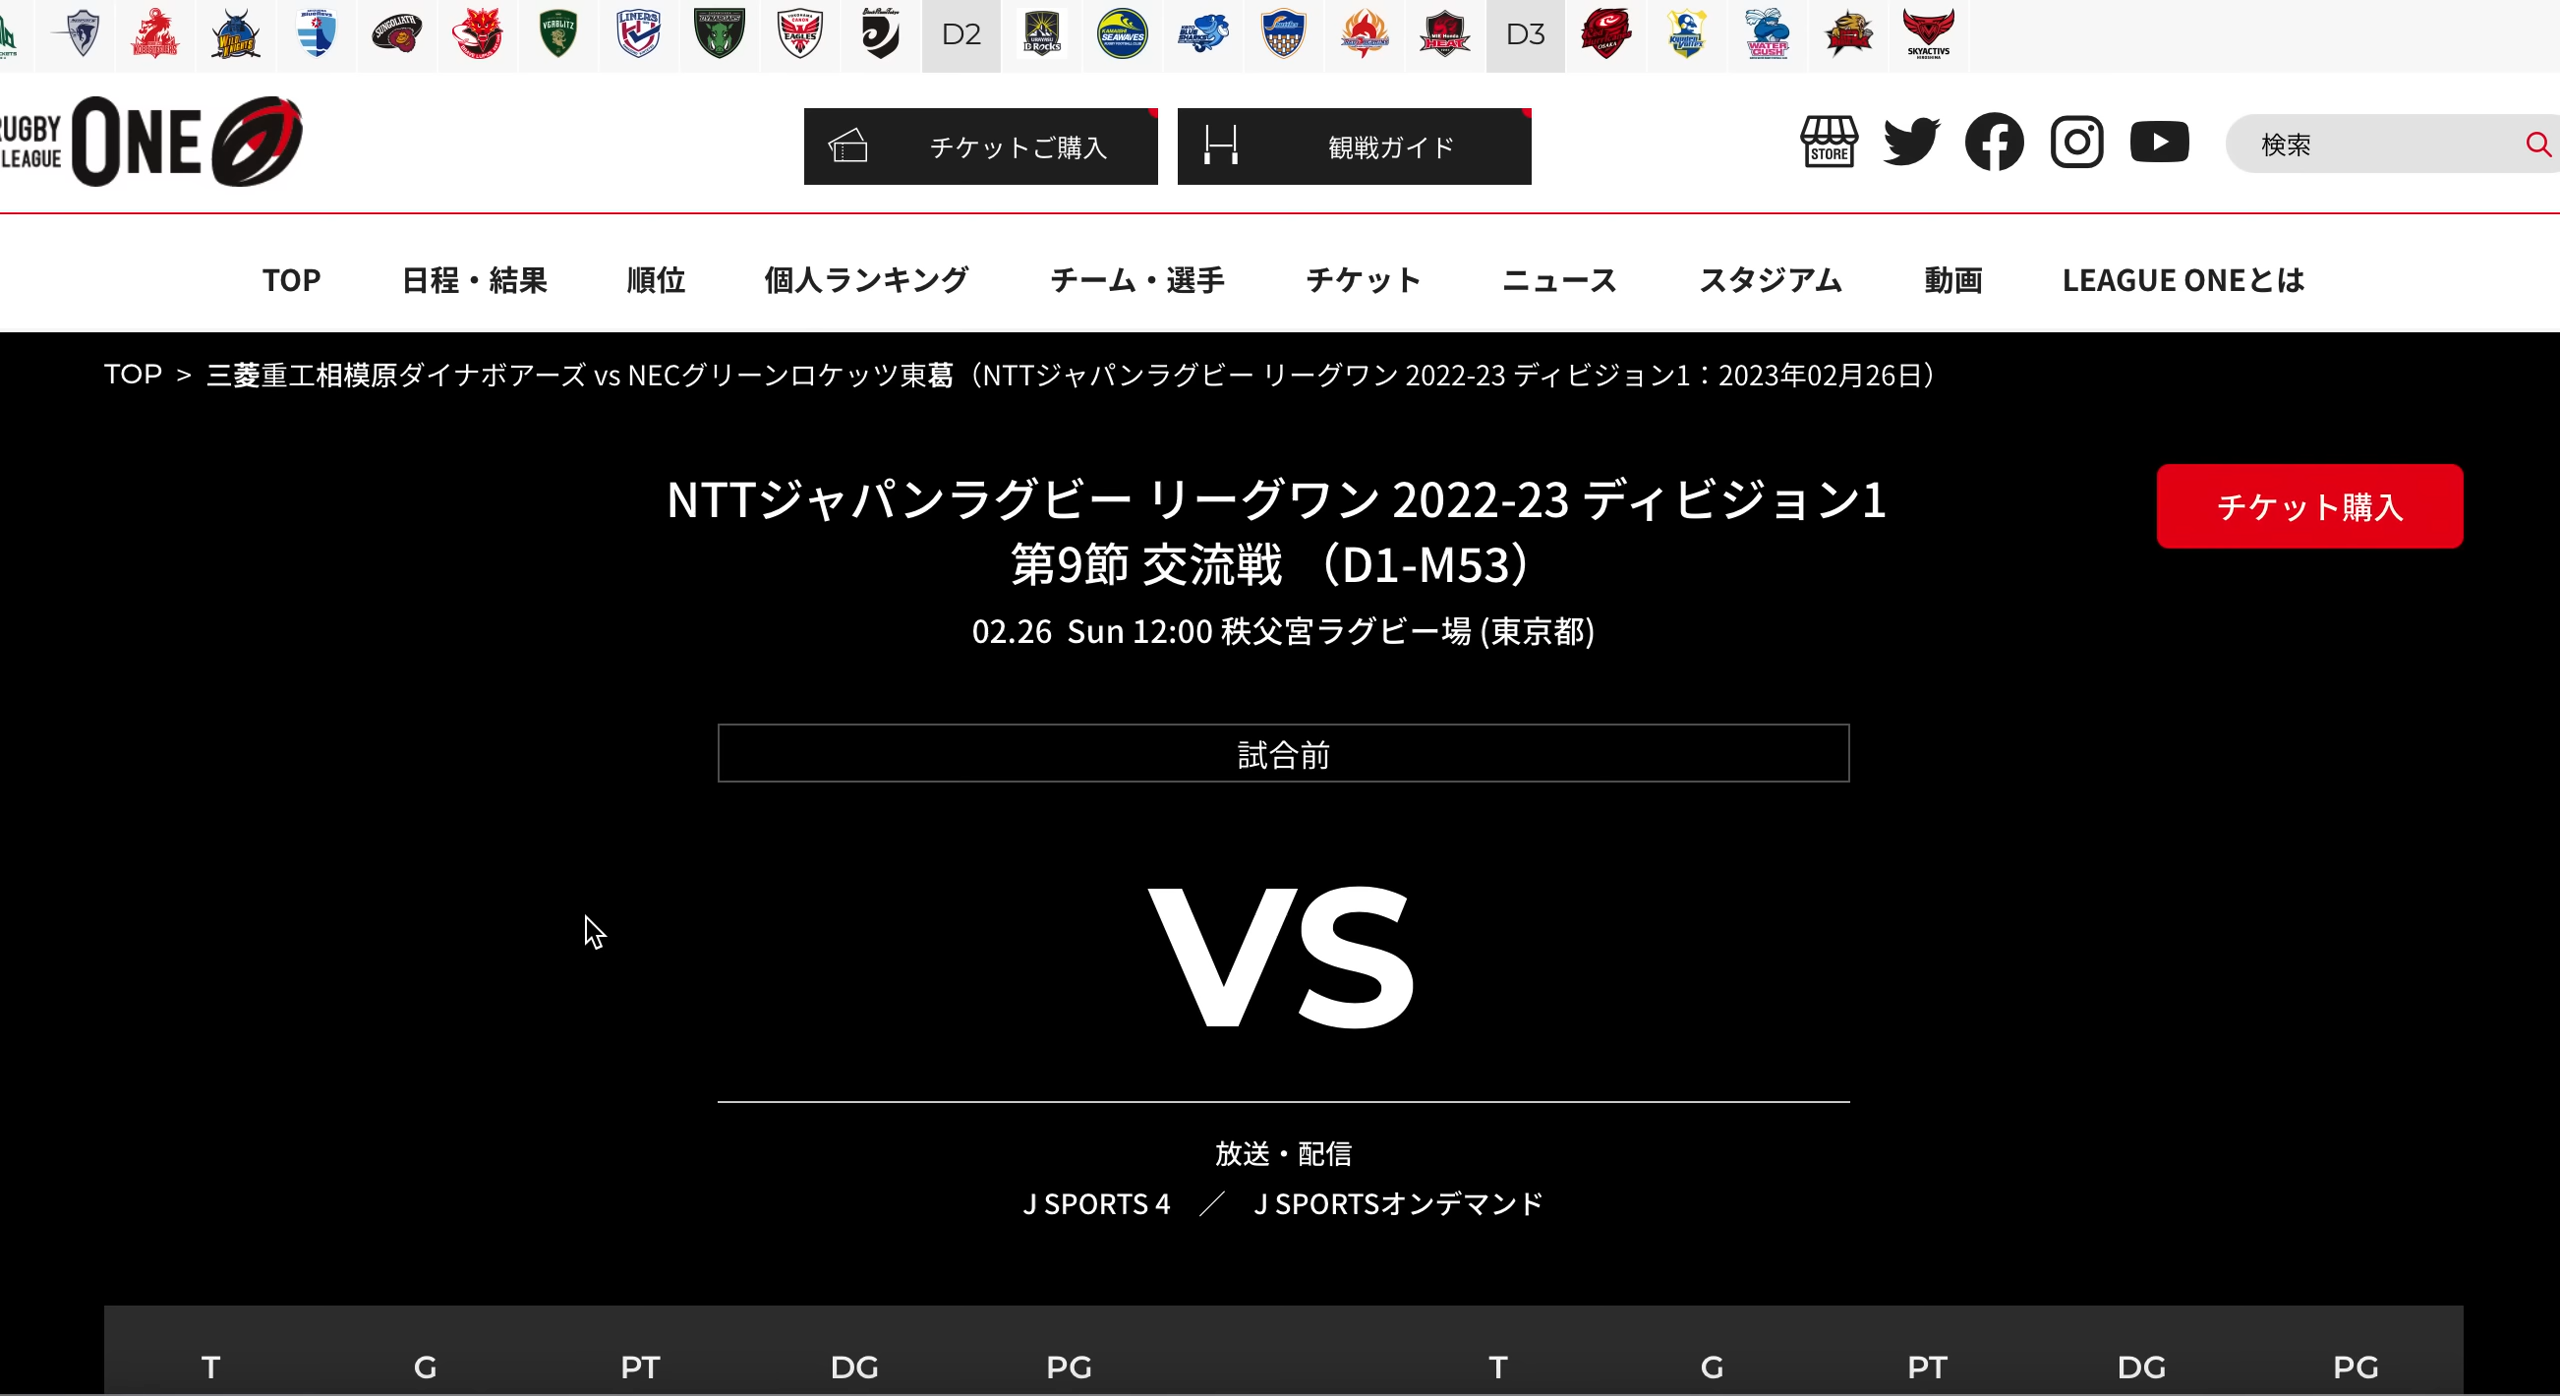 D2
D3
RUGBY LEAGUE ONE
チケットご購入
観戦ガイド
STORE
検索
TOP 日程・結果 順位 個人ランキング チーム・選手 チケット ニュース スタジアム 動画 LEAGUE ONEとは
TOP > 三菱重工相模原ダイナボアーズ vs NECグリーンロケッツ東葛（NTTジャパンラグビー リーグワン 2022-23 ディビジョン1：2023年02月26日）
NTTジャパンラグビー リーグワン 2022-23 ディビジョン1
チケット購入
第9節 交流戦 （D1-M53）
02.26 Sun 12:00 秩父宮ラグビー場 (東京都)
試合前
VS
放送・配信
J SPORTS 4 ／ J SPORTSオンデマンド
T G PT DG PG T G PT DG PG